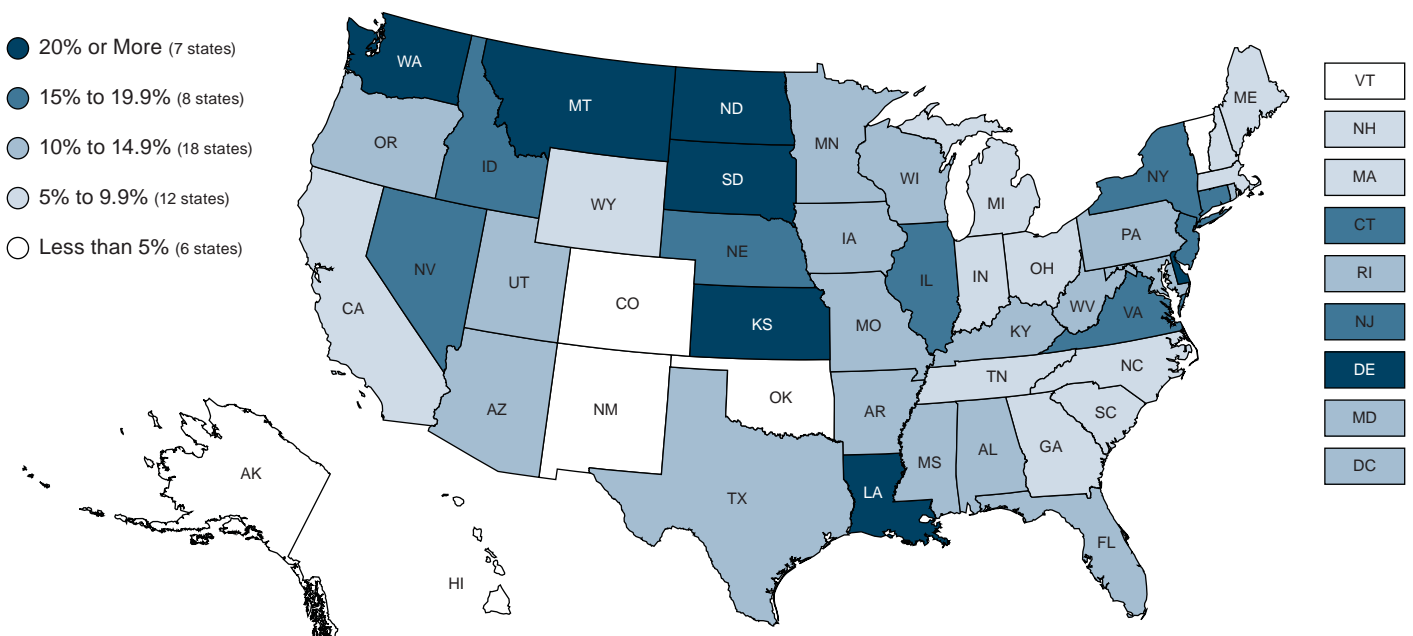 20% or More (7 states)
15% to 19.9% (8 states)
10% to 14.9% (18 states)
5% to 9.9% (12 states)
Less than 5% (6 states)
WA
MT
ND
MN
ME
OR
ID
SD
WI
NY
WY
MI
IA
PA
NE
NV
UT
IL
IN
OH
CO
WV
VA
CA
KS
MO
KY
NC
TN
AZ
NM
OK
AR
SC
GA
MS
AL
AK
LA
TX
FL
HI
VT
NH
MA
CT
RI
NJ
DE
MD
DC